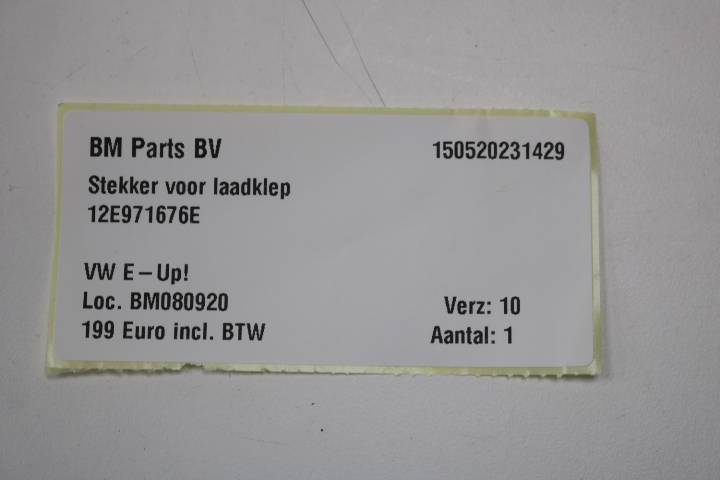 BM Parts BV 150520231429
Stekker voor laadklep
12E971676E
VW E-Up!
Loc. BM080920 Verz: 10
199 Euro incl. BTW Aantal: 1